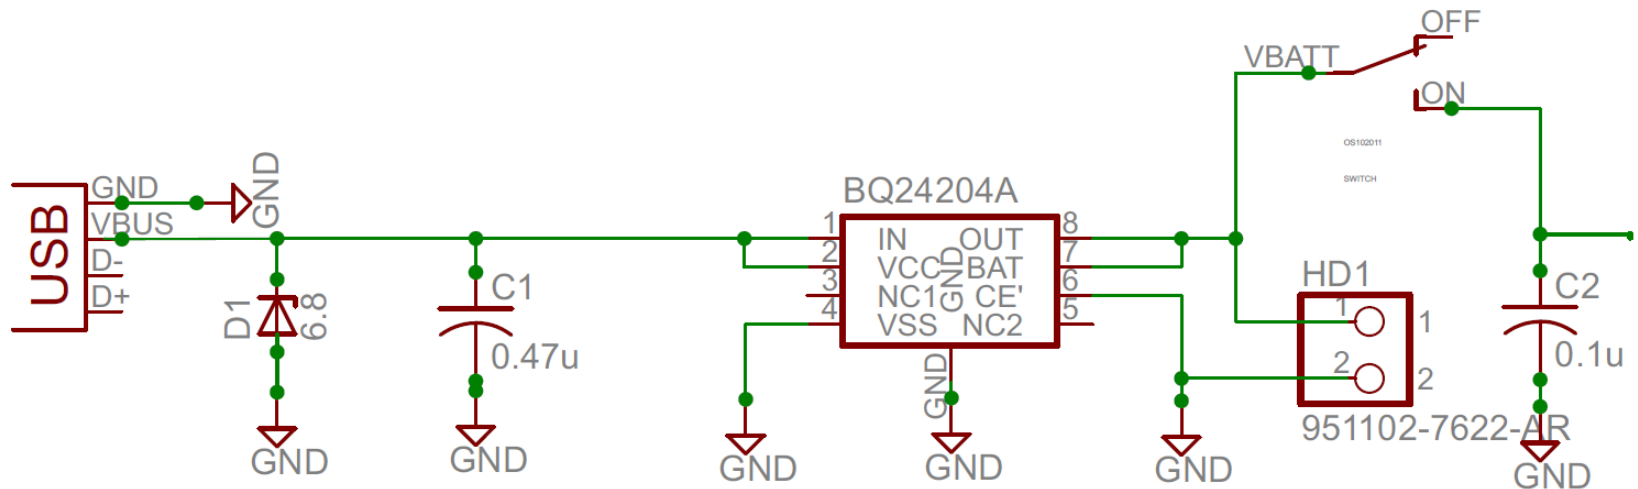 OFF
VBATT
ON
OS102011
SWITCH
USB
GND
VBUS
D-
D+
GND
D1
6.8
GND
C1
0.47u
GND
BQ24204A
1
2
3
4
IN
VCC
NC1
VSS
GND
OUT
BAT
CE'
NC2
8
7
6
5
GND
GND
GND
GND
HD1
1
2
1
2
951102-7622-AR
C2
0.1u
GND